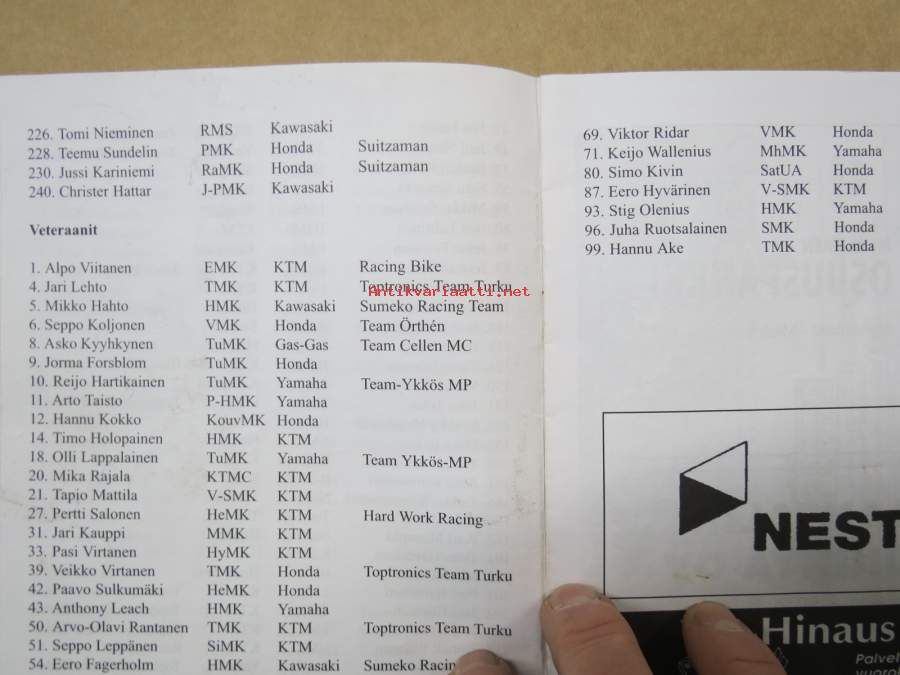 226. Tomi Nieminen RMS Kawasaki
228. Teemu Sundelin PMK Honda Suitzaman
230. Jussi Kariniemi RaMK Honda Suitzaman
240. Christer Hattar J-PMK Kawasaki
Veteraanit
1. Alpo Viitanen EMK KTM Racing Bike
4. Jari Lehto TMK KTM Toptronics Team Turku
Antikvariaatti.net
5. Mikko Hahto HMK Kawasaki Sumeko Racing Team
6. Seppo Koljonen VMK Honda Team Örthén
8. Asko Kyyhkynen TuMK Gas-Gas Team Cellen MC
9. Jorma Forsblom TuMK Honda
10. Reijo Hartikainen TuMK Yamaha Team-Ykkös MP
11. Arto Taisto P-HMK Yamaha
12. Hannu Kokko KouvMK Honda
14. Timo Holopainen HMK KTM
18. Olli Lappalainen TuMK Yamaha Team Ykkös-MP
20. Mika Rajala KTMC KTM
21. Tapio Mattila V-SMK KTM
27. Pertti Salonen HeMK KTM Hard Work Racing
31. Jari Kauppi MMK KTM
33. Pasi Virtanen HyMK KTM
39. Veikko Virtanen TMK Honda Toptronics Team Turku
42. Paavo Sulkumäki HeMK Honda
43. Anthony Leach HMK Yamaha
50. Arvo-Olavi Rantanen TMK KTM Toptronics Team Turku
51. Seppo Leppänen SiMK KTM
54. Eero Fagerholm HMK Kawasaki Sumeko Racing
69. Viktor Ridar VMK Honda
71. Keijo Wallenius MhMK Yamaha
80. Simo Kivin SatUA Honda
87. Eero Hyvärinen V-SMK KTM
93. Stig Olenius HMK Yamaha
96. Juha Ruotsalainen SMK Honda
99. Hannu Ake TMK Honda
NEST
Hinaus
Palvel
vuorok